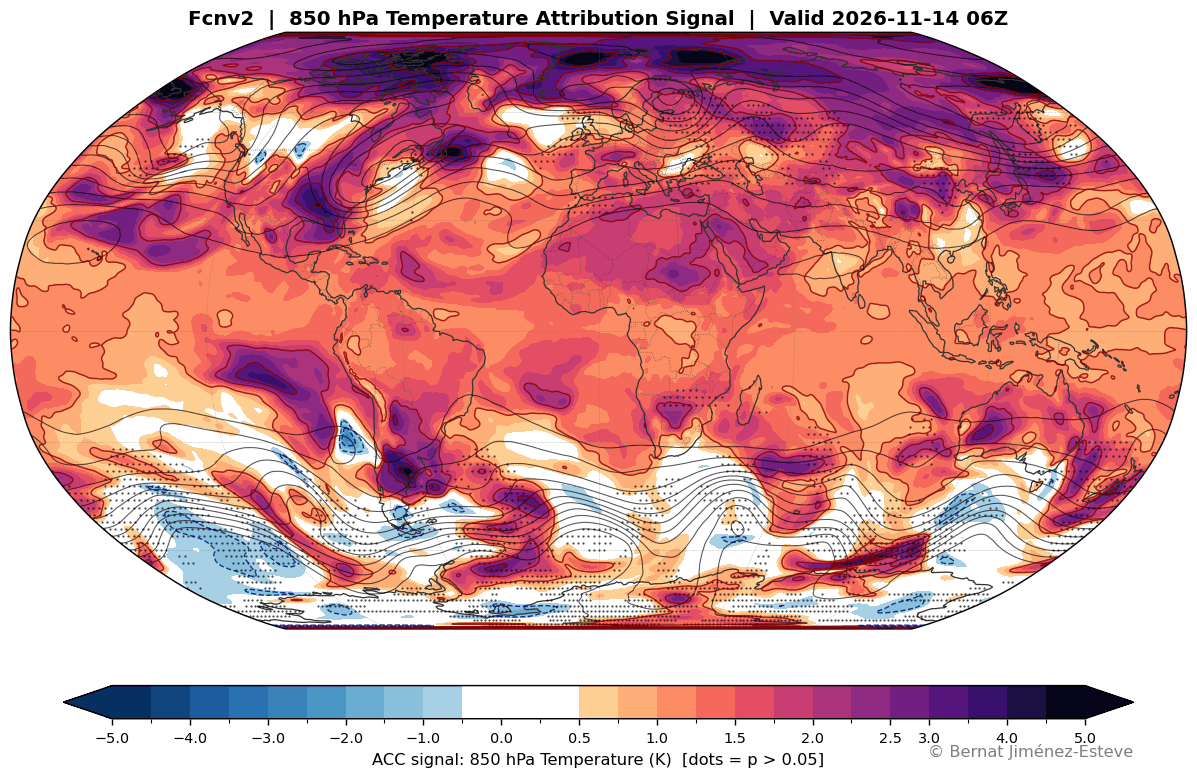 Fcnv2 | 850 hPa Temperature Attribution Signal | Valid 2026-11-14 06Z
−5.0 −4.0 −3.0 −2.0 −1.0 0.0 0.5 1.0 1.5 2.0 2.5 3.0 4.0 5.0
ACC signal: 850 hPa Temperature (K) [dots = p > 0.05]
© Bernat Jiménez-Esteve